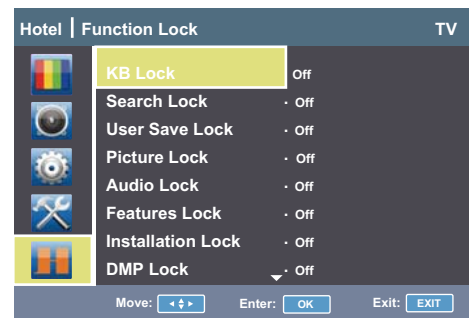 Hotel | Function Lock TV
KB Lock Off
Search Lock · Off
User Save Lock · Off
Picture Lock · Off
Audio Lock · Off
Features Lock · Off
Installation Lock · Off
DMP Lock · Off
Move: Enter: OK Exit: EXIT